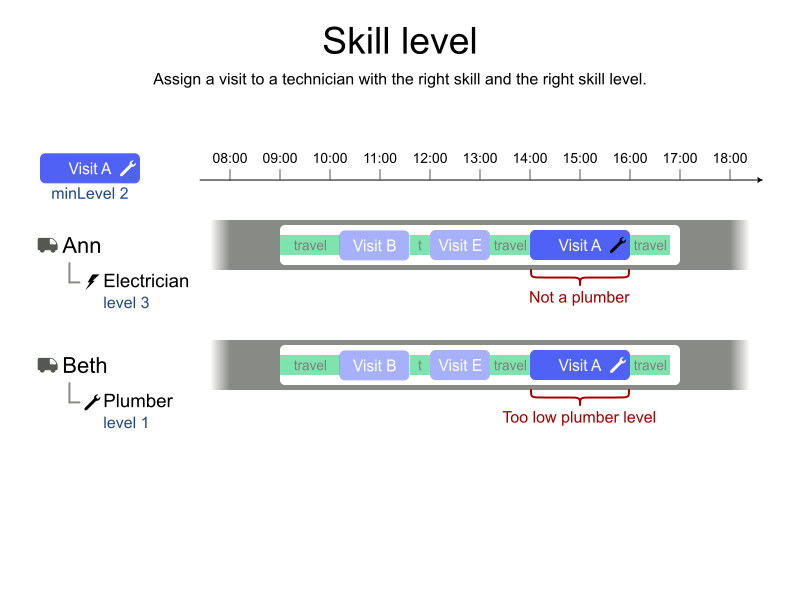 Skill level
Assign a visit to a technician with the right skill and the right skill level.
Visit A
minLevel 2
08:00 09:00 10:00 11:00 12:00 13:00 14:00 15:00 16:00 17:00 18:00
Ann
Electrician
level 3
travel Visit B t Visit E travel Visit A travel
Not a plumber
Beth
Plumber
level 1
travel Visit B t Visit E travel Visit A travel
Too low plumber level